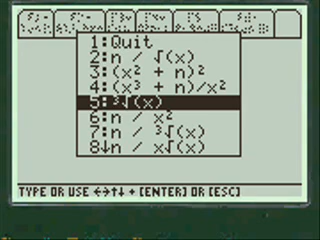 1:Quit
2:n / √(x)
3:(x² + n)²
4:(x³ + n)/x²
5:³√(x)
6:n / x²
7:n / ³√(x)
8↓n / x√(x)
TYPE OR USE ←→↑↓ + [ENTER] OR [ESC]